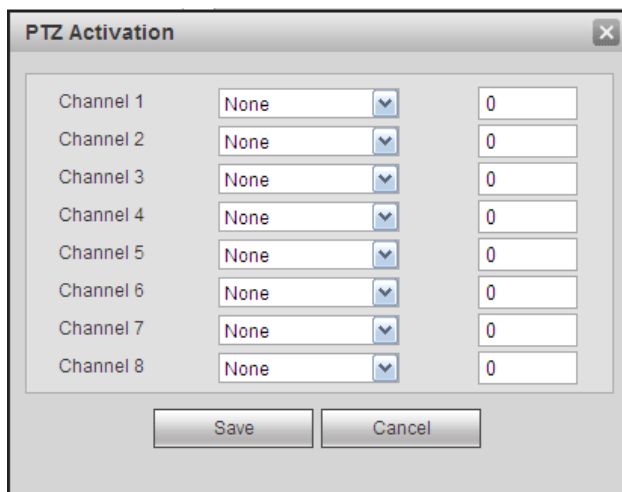 PTZ Activation
Channel 1 None 0
Channel 2 None 0
Channel 3 None 0
Channel 4 None 0
Channel 5 None 0
Channel 6 None 0
Channel 7 None 0
Channel 8 None 0
Save Cancel